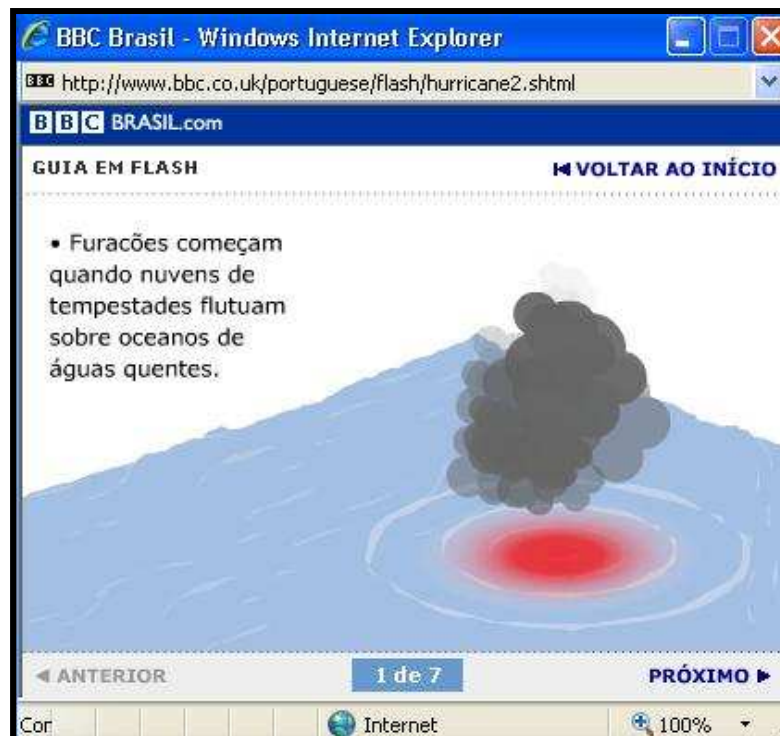 BBC Brasil - Windows Internet Explorer
BBC http://www.bbc.co.uk/portuguese/flash/hurricane2.shtml
BBC BRASIL.com
GUIA EM FLASH VOLTAR AO INÍCIO
• Furacões começam
quando nuvens de
tempestades flutuam
sobre oceanos de
águas quentes.
ANTERIOR 1 de 7 PRÓXIMO
Cor Internet 100%